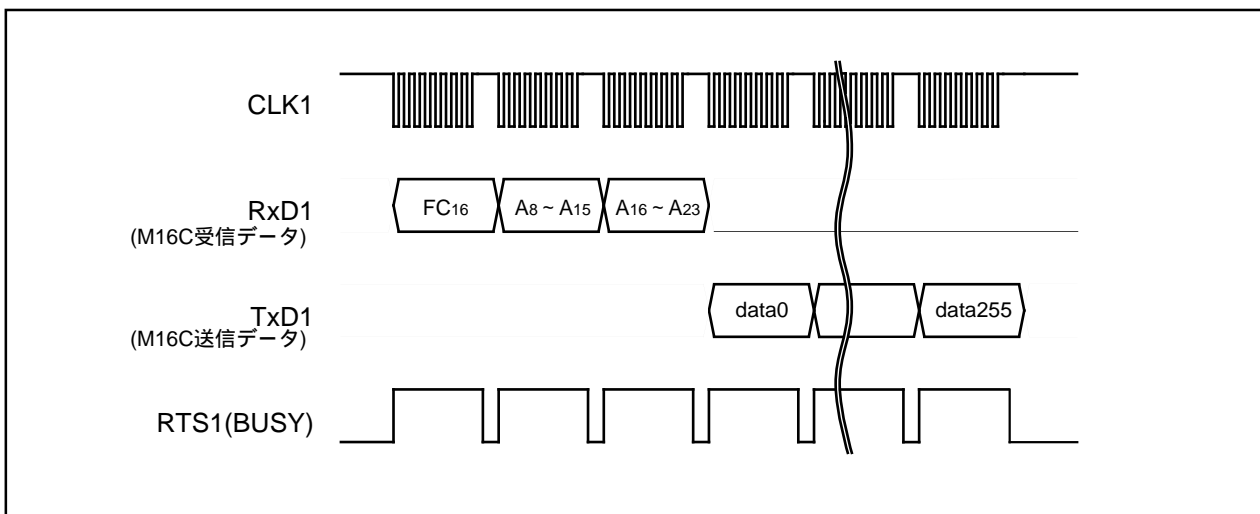 CLK1
RxD1
(M16C受信データ)
FC16
A8 ~ A15
A16 ~ A23
TxD1
(M16C送信データ)
data0
data255
RTS1(BUSY)